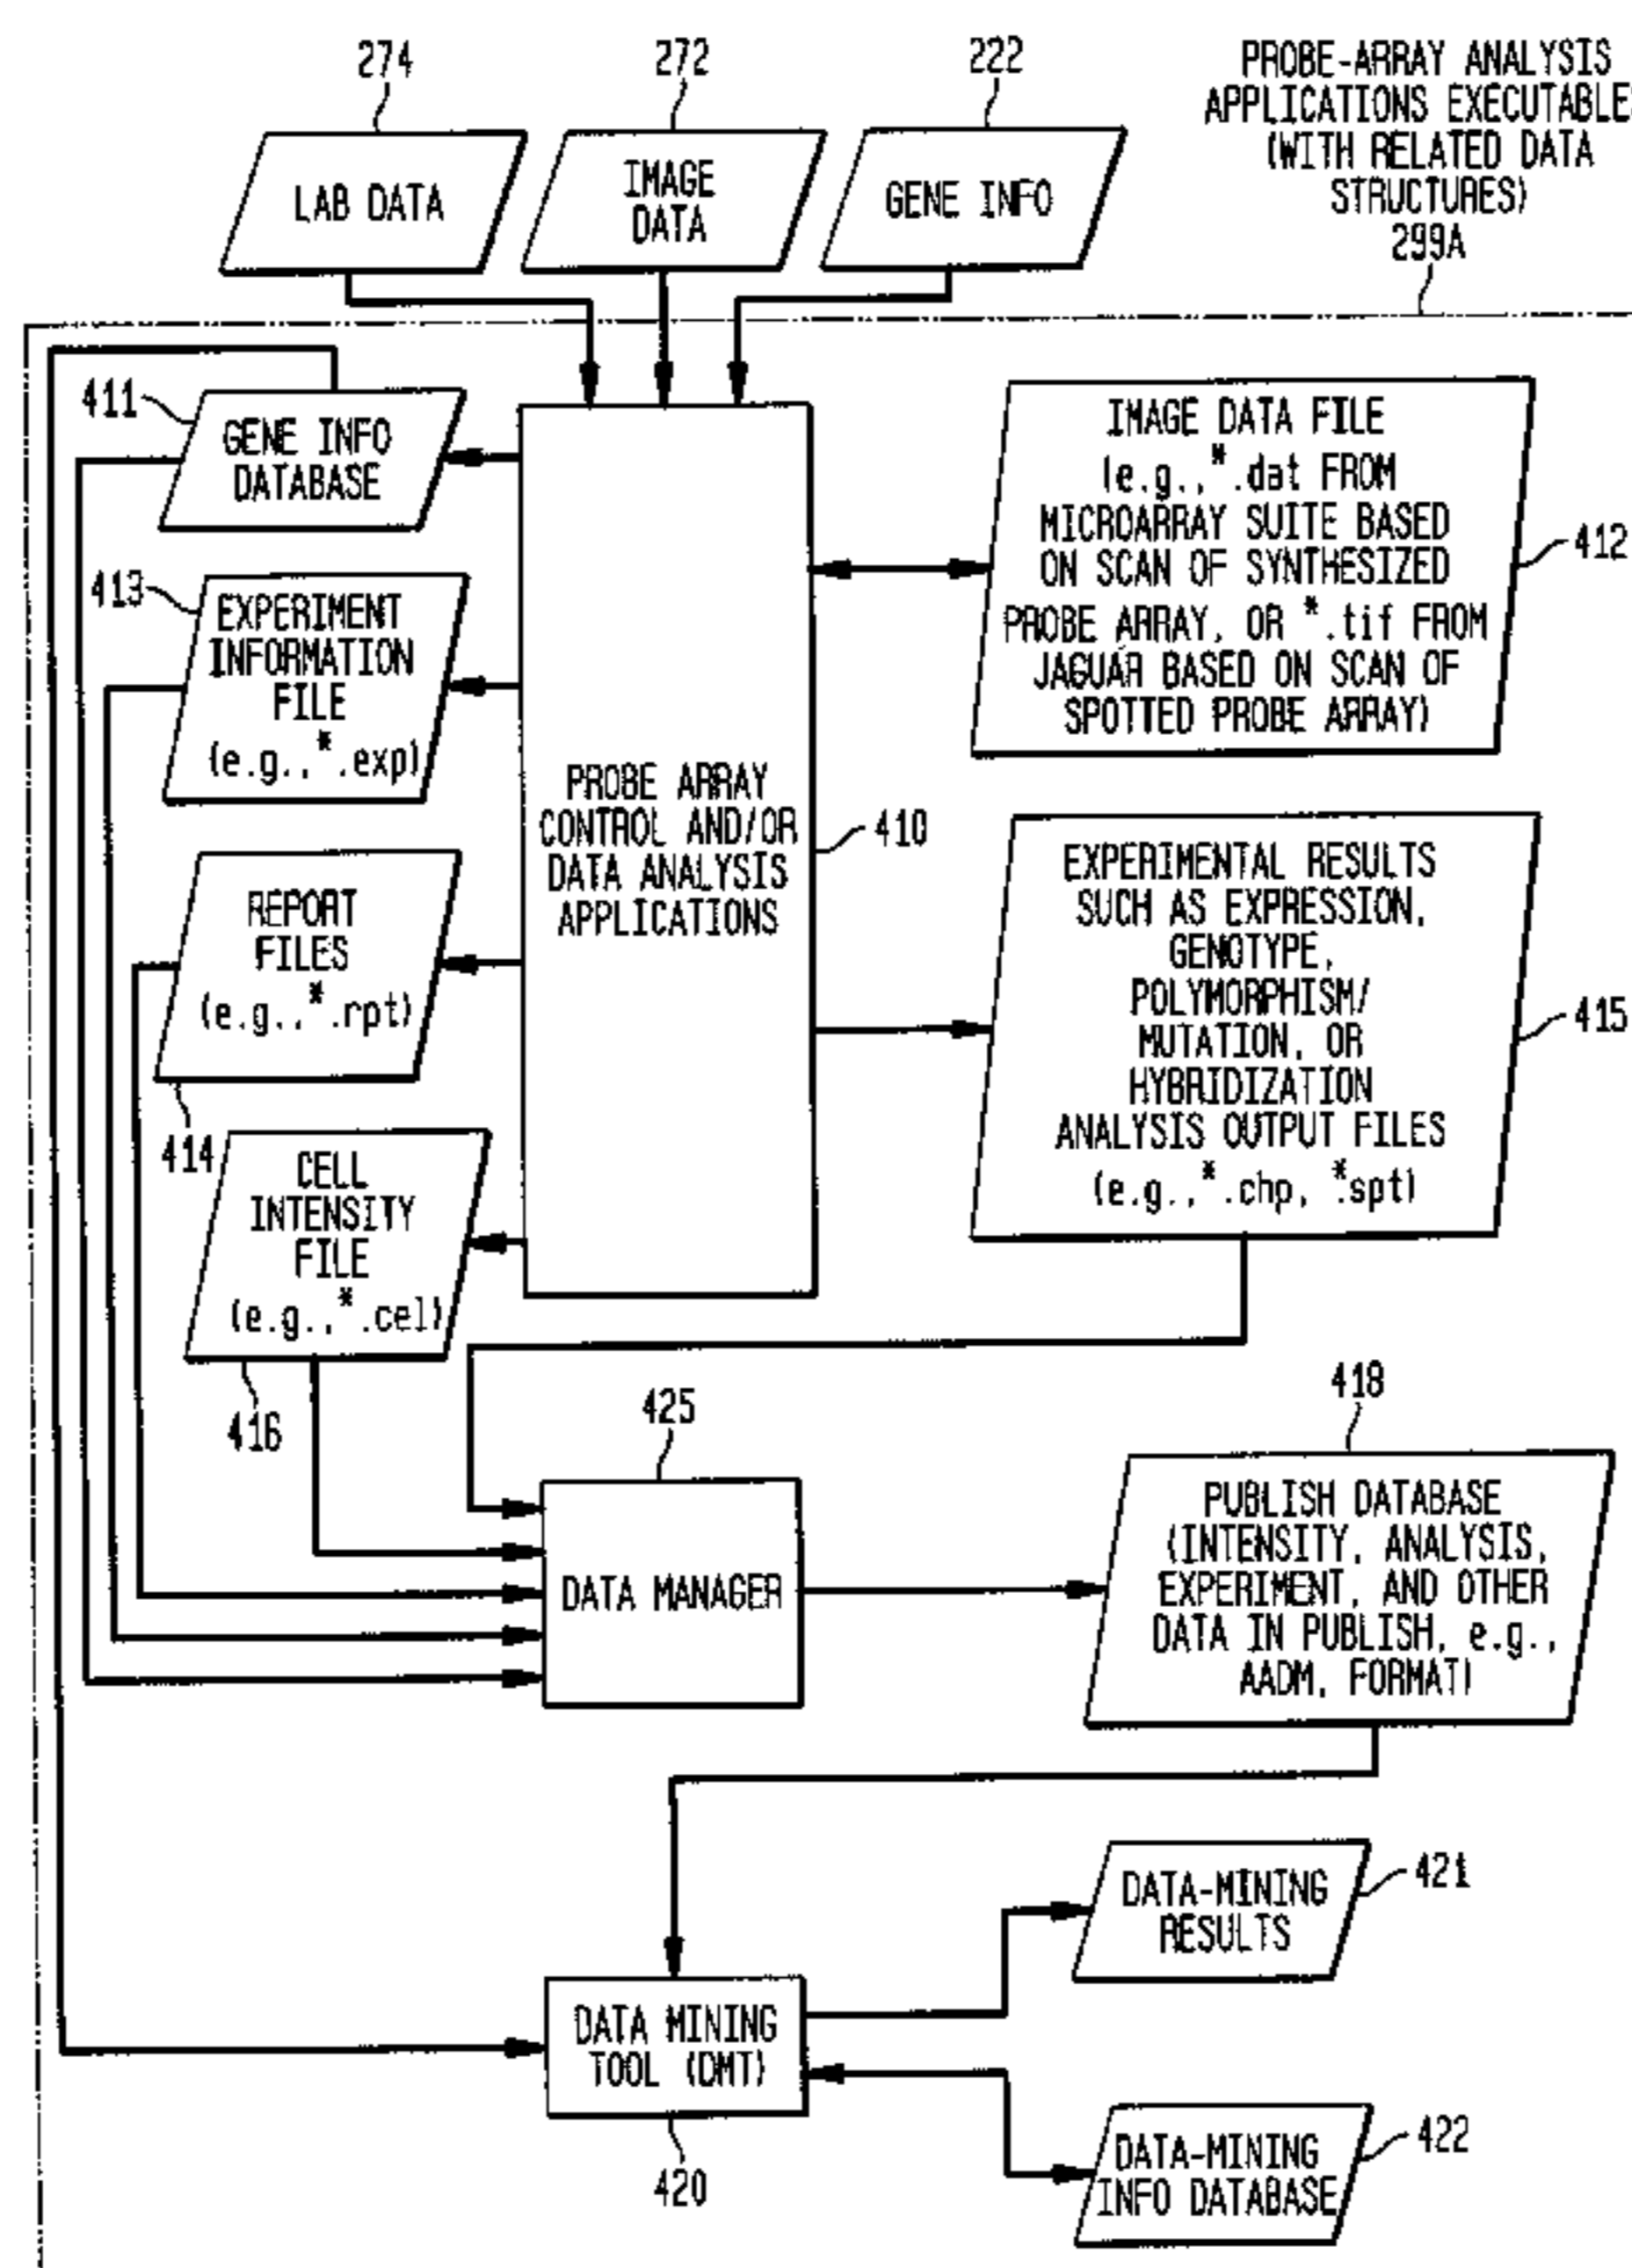 274
272
222
PROBE-ARRAY ANALYSIS
APPLICATIONS EXECUTABLE
(WITH RELATED DATA
STRUCTURES)
299A
LAB DATA
IMAGE
DATA
GENE INFO
411
GENE INFO
DATABASE
413
EXPERIMENT
INFORMATION
FILE
(e.g.,*.exp)
REPORT
FILES
(e.g.,*.rpt)
414
CELL
INTENSITY
FILE
(e.g.,*.cel)
416
PROBE ARRAY
CONTROL AND/OR
DATA ANALYSIS
APPLICATIONS
410
IMAGE DATA FILE
(e.g.,*.dat FROM
MICROARRAY SUITE BASED
ON SCAN OF SYNTHESIZED
PROBE ARRAY, OR *.tif FROM
JAGUAR BASED ON SCAN OF
SPOTTED PROBE ARRAY)
412
EXPERIMENTAL RESULTS
SUCH AS EXPRESSION,
GENOTYPE,
POLYMORPHISM/
MUTATION, OR
HYBRIDIZATION
ANALYSIS OUTPUT FILES
(e.g.,*.chp, *.spt)
415
425
DATA MANAGER
418
PUBLISH DATABASE
(INTENSITY, ANALYSIS,
EXPERIMENT, AND OTHER
DATA IN PUBLISH, e.g.,
AADM, FORMAT)
DATA-MINING
RESULTS
421
DATA MINING
TOOL (DMT)
420
DATA-MINING
INFO DATABASE
422